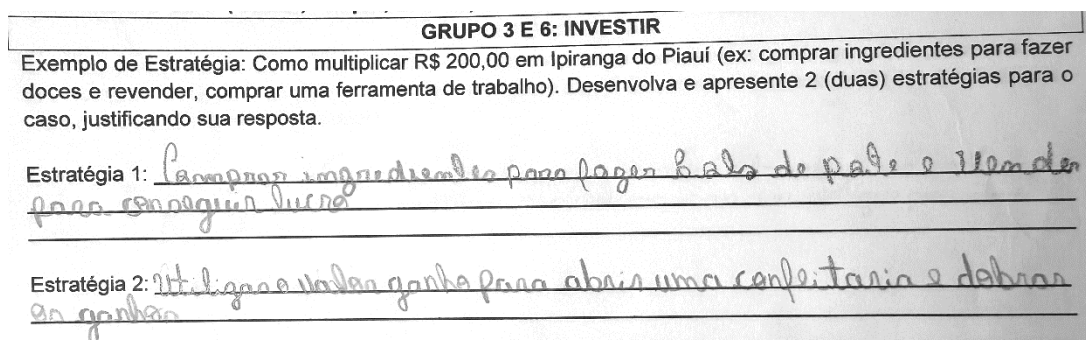 GRUPO 3 E 6: INVESTIR
Exemplo de Estratégia: Como multiplicar R$ 200,00 em Ipiranga do Piauí (ex: comprar ingredientes para fazer
doces e revender, comprar uma ferramenta de trabalho). Desenvolva e apresente 2 (duas) estratégias para o
caso, justificando sua resposta.
Estratégia 1: Comprar ingredientes para fazer bolo de pote e vender
para conseguir lucro
Estratégia 2: Utilizar o valor ganho para abrir uma confeitaria e dobrar
os ganhos